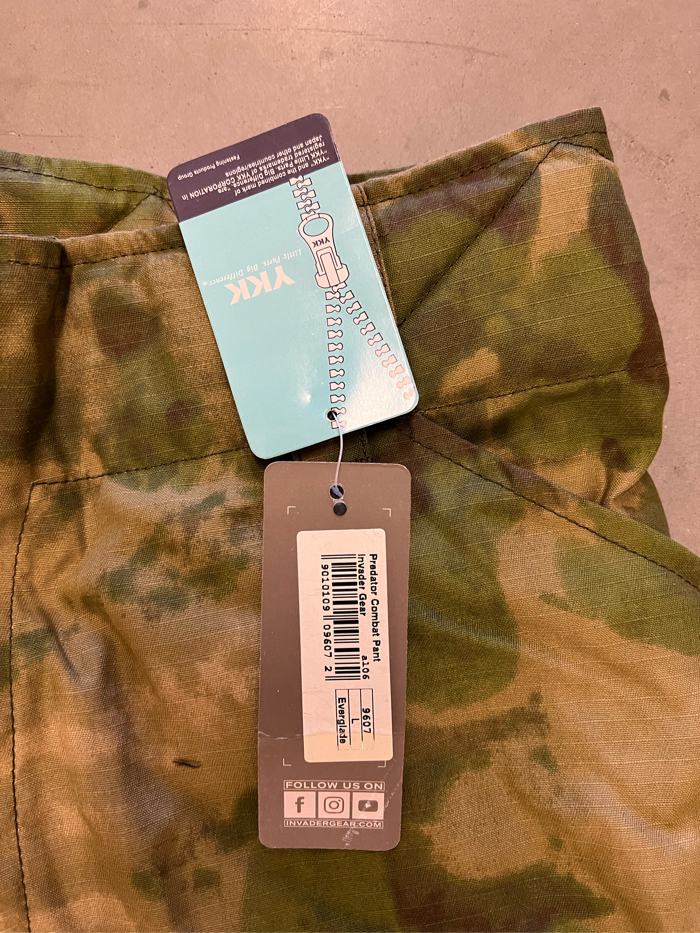 "YKK", "Little Parts. Big Difference." are
and the combined mark of
registered trademarks of YKK CORPORATION in
Japan and other countries/regions
Fastening Products Group
YKK
YKK
Little Parts. Big Difference.®
Predator Combat Pant
Invader Gear
a106
9010109 09607 2
9607
L
Everglade
FOLLOW US ON
INVADERGEAR.COM